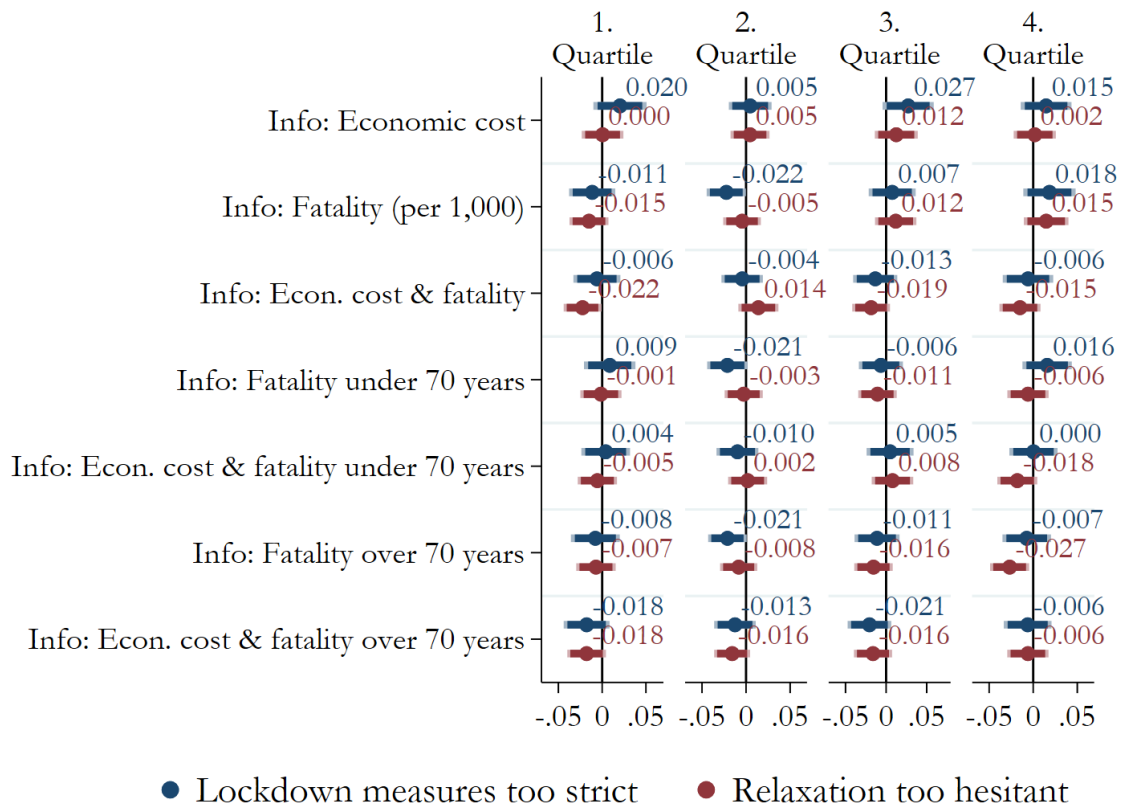 1. 2. 3. 4.
Quartile Quartile Quartile Quartile
0.020 0.005 0.027 0.015
Info: Economic cost 0.000 0.005 0.012 0.002
-0.011 -0.022 0.007 0.018
Info: Fatality (per 1,000) -0.015 -0.005 0.012 0.015
-0.006 -0.004 -0.013 -0.006
Info: Econ. cost & fatality -0.022 0.014 -0.019 -0.015
0.009 -0.021 -0.006 0.016
Info: Fatality under 70 years -0.001 -0.003 -0.011 -0.006
0.004 -0.010 0.005 0.000
Info: Econ. cost & fatality under 70 years -0.005 0.002 0.008 -0.018
-0.008 -0.021 -0.011 -0.007
Info: Fatality over 70 years -0.007 -0.008 -0.016 -0.027
-0.018 -0.013 -0.021 -0.006
Info: Econ. cost & fatality over 70 years -0.018 -0.016 -0.016 -0.006
-.05 0 .05 -.05 0 .05 -.05 0 .05 -.05 0 .05
Lockdown measures too strict Relaxation too hesitant